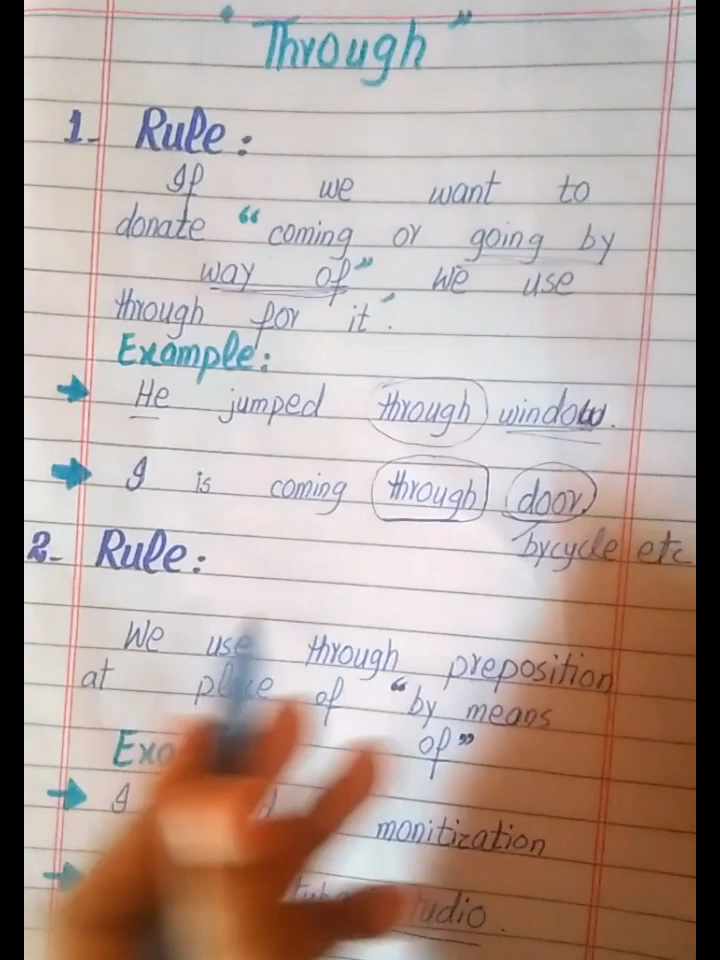 "Through"
1- Rule:
If we want to
donate "coming or going by
way of" we use
through for it.
Example:
He jumped through window.
I is coming through door,
bycycle etc
2- Rule:
We use through preposition
at place of "by means
of"
I monitization
studio.